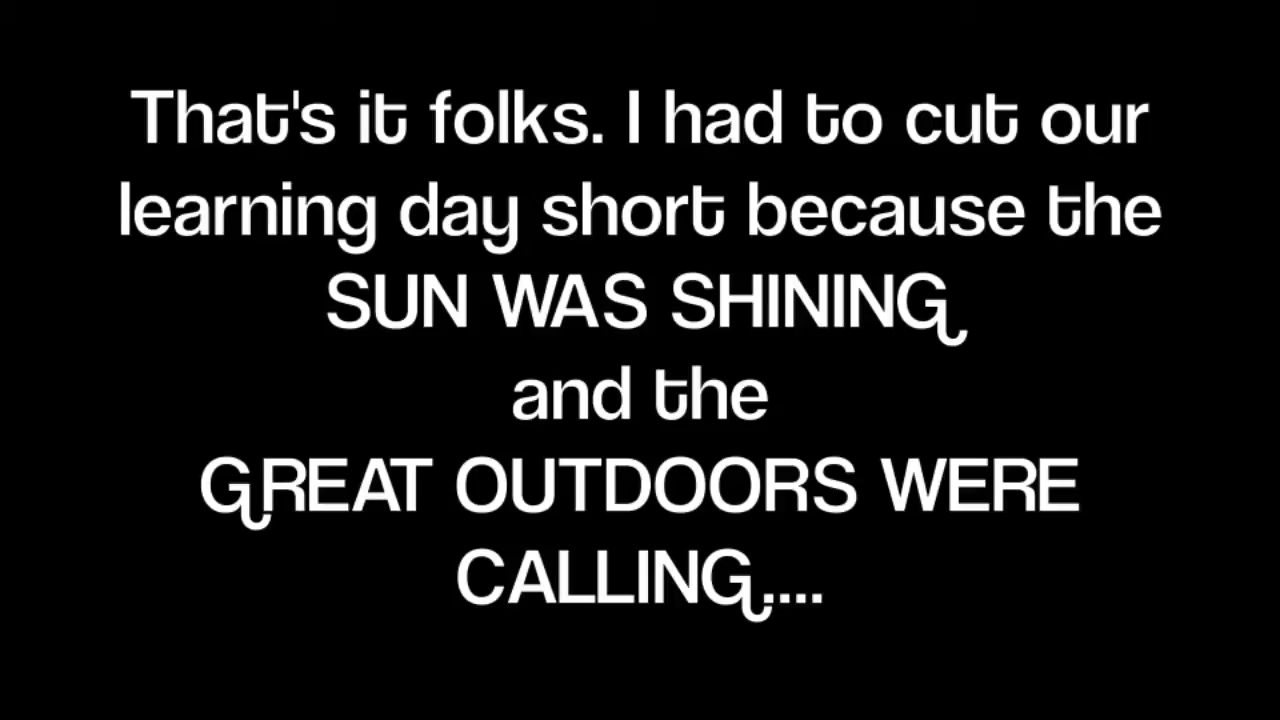 That's it folks. I had to cut our
learning day short because the
SUN WAS SHINING
and the
GREAT OUTDOORS WERE
CALLING....